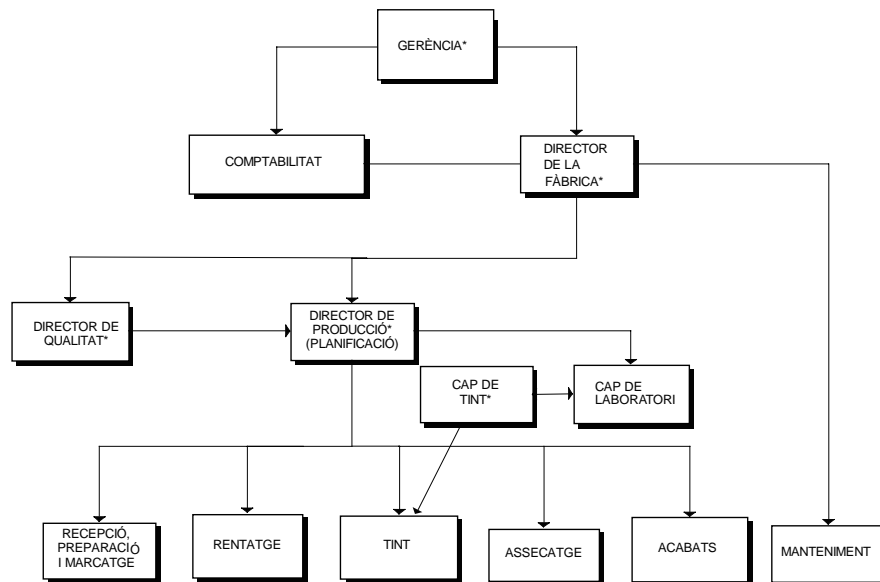 GERÈNCIA*
COMPTABILITAT
DIRECTOR
DE LA
FÀBRICA*
DIRECTOR DE
QUALITAT*
DIRECTOR DE
PRODUCCIÓ*
(PLANIFICACIÓ)
CAP DE
TINT*
CAP DE
LABORATORI
RECEPCIÓ,
PREPARACIÓ
I MARCATGE
RENTATGE
TINT
ASSECATGE
ACABATS
MANTENIMENT